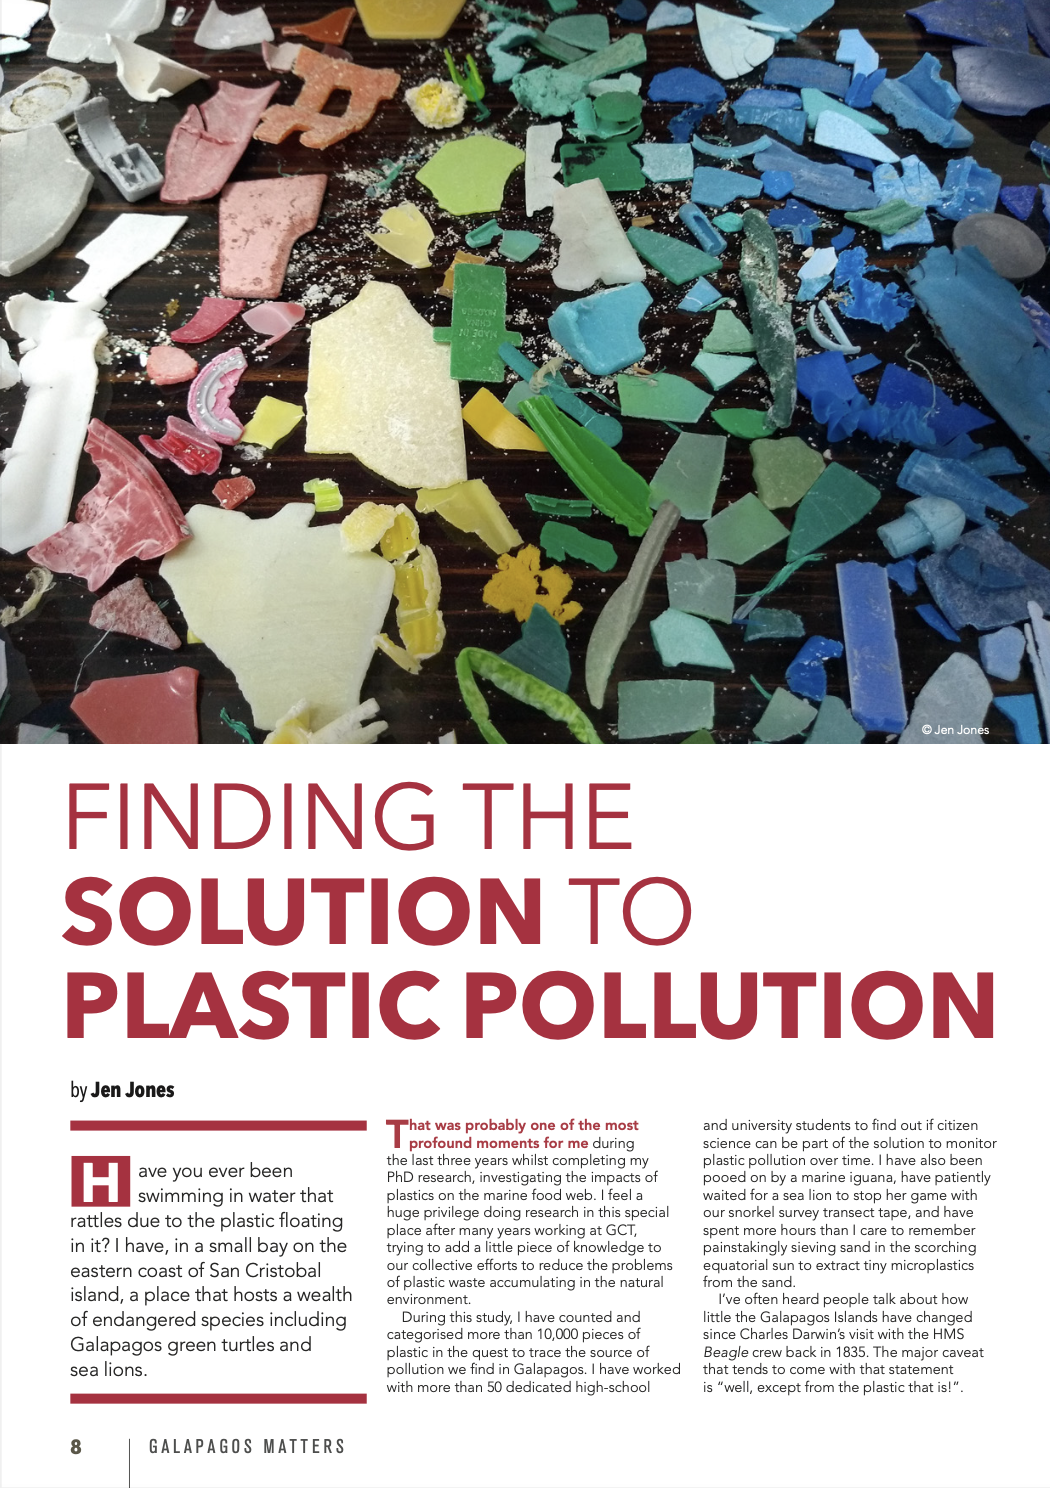 MADE IN
CHINA
© Jen Jones
FINDING THE
SOLUTION TO
PLASTIC POLLUTION
by Jen Jones
Have you ever been
swimming in water that
rattles due to the plastic floating
in it? I have, in a small bay on the
eastern coast of San Cristobal
island, a place that hosts a wealth
of endangered species including
Galapagos green turtles and
sea lions.
That was probably one of the most
profound moments for me during
the last three years whilst completing my
PhD research, investigating the impacts of
plastics on the marine food web. I feel a
huge privilege doing research in this special
place after many years working at GCT,
trying to add a little piece of knowledge to
our collective efforts to reduce the problems
of plastic waste accumulating in the natural
environment.
During this study, I have counted and
categorised more than 10,000 pieces of
plastic in the quest to trace the source of
pollution we find in Galapagos. I have worked
with more than 50 dedicated high-school
and university students to find out if citizen
science can be part of the solution to monitor
plastic pollution over time. I have also been
pooed on by a marine iguana, have patiently
waited for a sea lion to stop her game with
our snorkel survey transect tape, and have
spent more hours than I care to remember
painstakingly sieving sand in the scorching
equatorial sun to extract tiny microplastics
from the sand.
I’ve often heard people talk about how
little the Galapagos Islands have changed
since Charles Darwin’s visit with the HMS
Beagle crew back in 1835. The major caveat
that tends to come with that statement
is “well, except from the plastic that is!”.
8
GALAPAGOS MATTERS